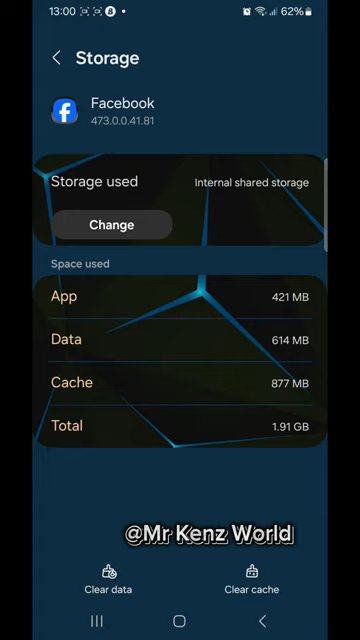 13:00 62%
Storage
Facebook
473.0.0.41.81
Storage used Internal shared storage
Change
Space used
App 421 MB
Data 614 MB
Cache 877 MB
Total 1.91 GB
@Mr Kenz World
Clear data Clear cache